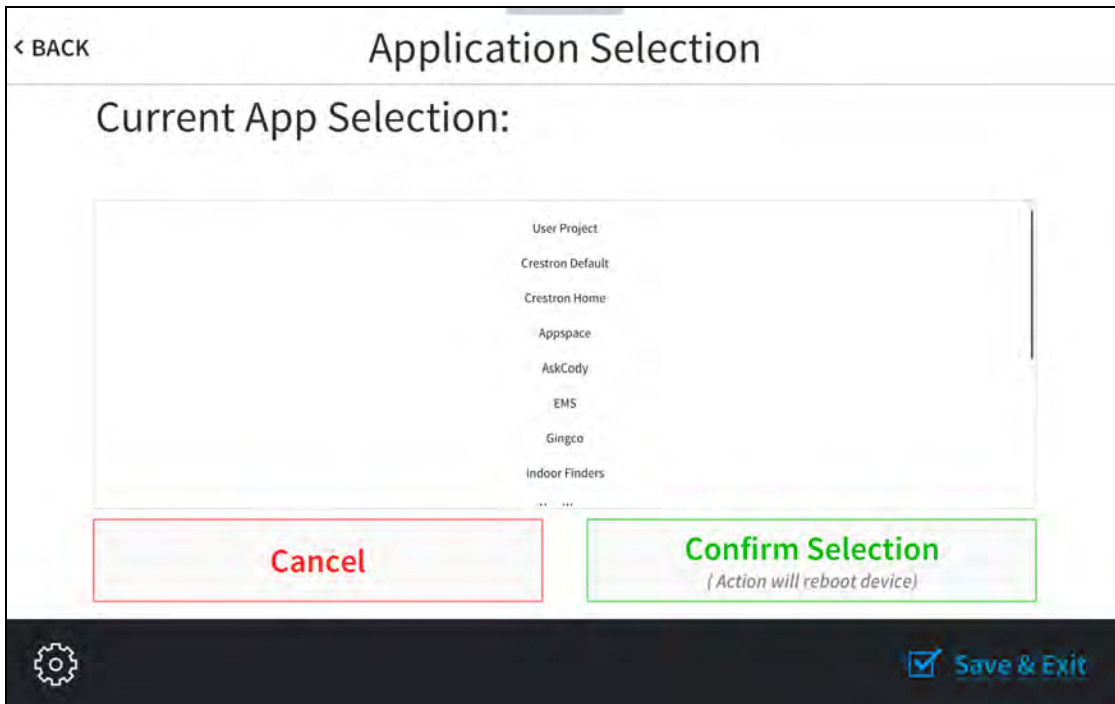 < BACK
Application Selection
Current App Selection:
User Project
Crestron Default
Crestron Home
Appspace
AskCody
EMS
Gingco
Indoor Finders
Cancel
Confirm Selection
( Action will reboot device)
Save & Exit